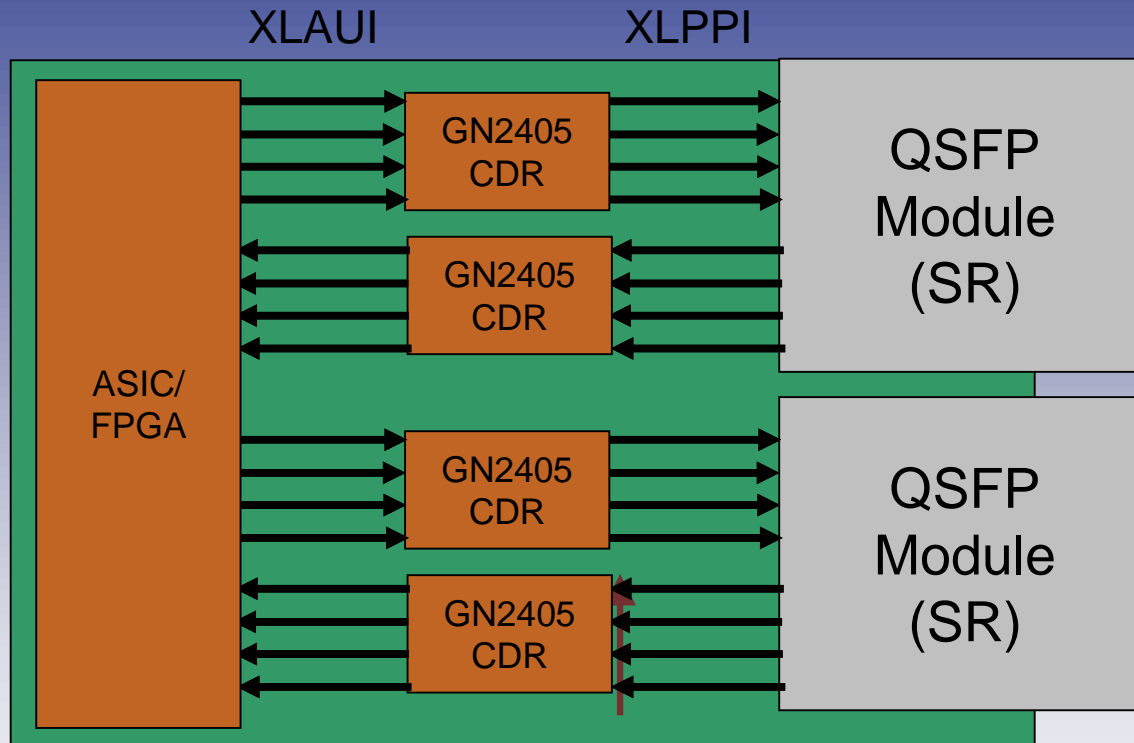 XLAUI
XLPPI
ASIC/
FPGA
GN2405
CDR
GN2405
CDR
QSFP
Module
(SR)
GN2405
CDR
GN2405
CDR
QSFP
Module
(SR)